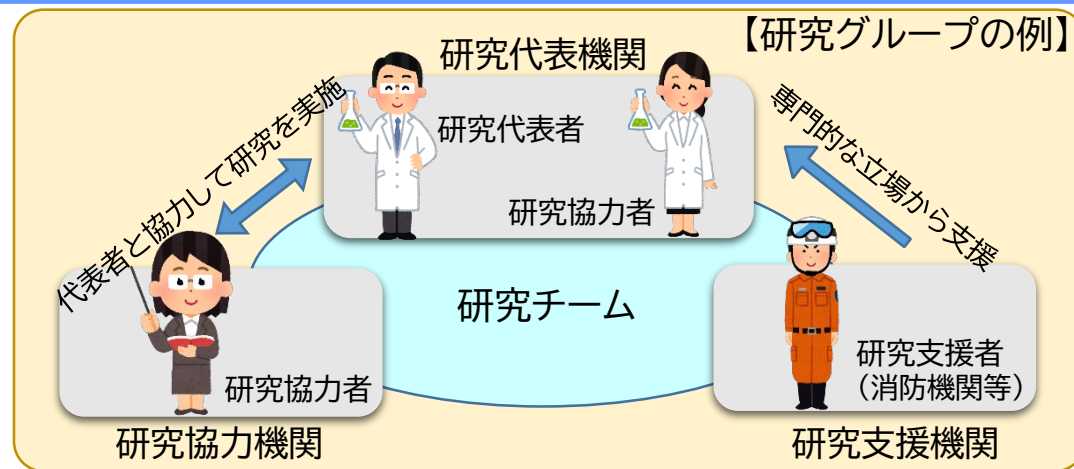 【研究グループの例】
研究代表機関
研究代表者
研究協力者
代表者と協力して研究を実施
専門的な立場から支援
研究チーム
研究協力者
研究協力機関
研究支援者
（消防機関等）
研究支援機関